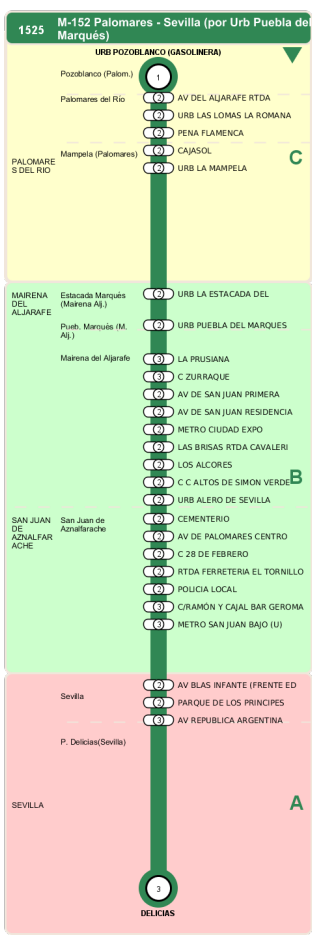 1525 M-152 Palomares - Sevilla (por Urb Puebla del
Marqués)
URB POZOBLANCO (GASOLINERA)
Pozoblanco (Palom.)
1
Palomares del Río
2 AV DEL ALJARAFE RTDA
2 URB LAS LOMAS LA ROMANA
2 PENA FLAMENCA
Mampela (Palomares)
2 CAJASOL
C
PALOMARE
S DEL RIO
2 URB LA MAMPELA
MAIRENA
DEL
ALJARAFE
Estacada Marqués
(Mairena Alj.)
2 URB LA ESTACADA DEL
Pueb. Marqués (M.
Alj.)
2 URB PUEBLA DEL MARQUES
Mairena del Aljarafe
3 LA PRUSIANA
3 C ZURRAQUE
2 AV DE SAN JUAN PRIMERA
2 AV DE SAN JUAN RESIDENCIA
2 METRO CIUDAD EXPO
2 LAS BRISAS RTDA CAVALERI
2 LOS ALCORES
2 C C ALTOS DE SIMON VERDE
B
3 URB ALERO DE SEVILLA
SAN JUAN
DE
AZNALFAR
ACHE
San Juan de
Aznalfarache
2 CEMENTERIO
2 AV DE PALOMARES CENTRO
2 C 28 DE FEBRERO
2 RTDA FERRETERIA EL TORNILLO
2 POLICIA LOCAL
3 C/RAMÓN Y CAJAL BAR GEROMA
3 METRO SAN JUAN BAJO (U)
2 AV BLAS INFANTE (FRENTE ED
Sevilla
2 PARQUE DE LOS PRINCIPES
3 AV REPUBLICA ARGENTINA
P. Delicias(Sevilla)
SEVILLA
A
3
DELICIAS